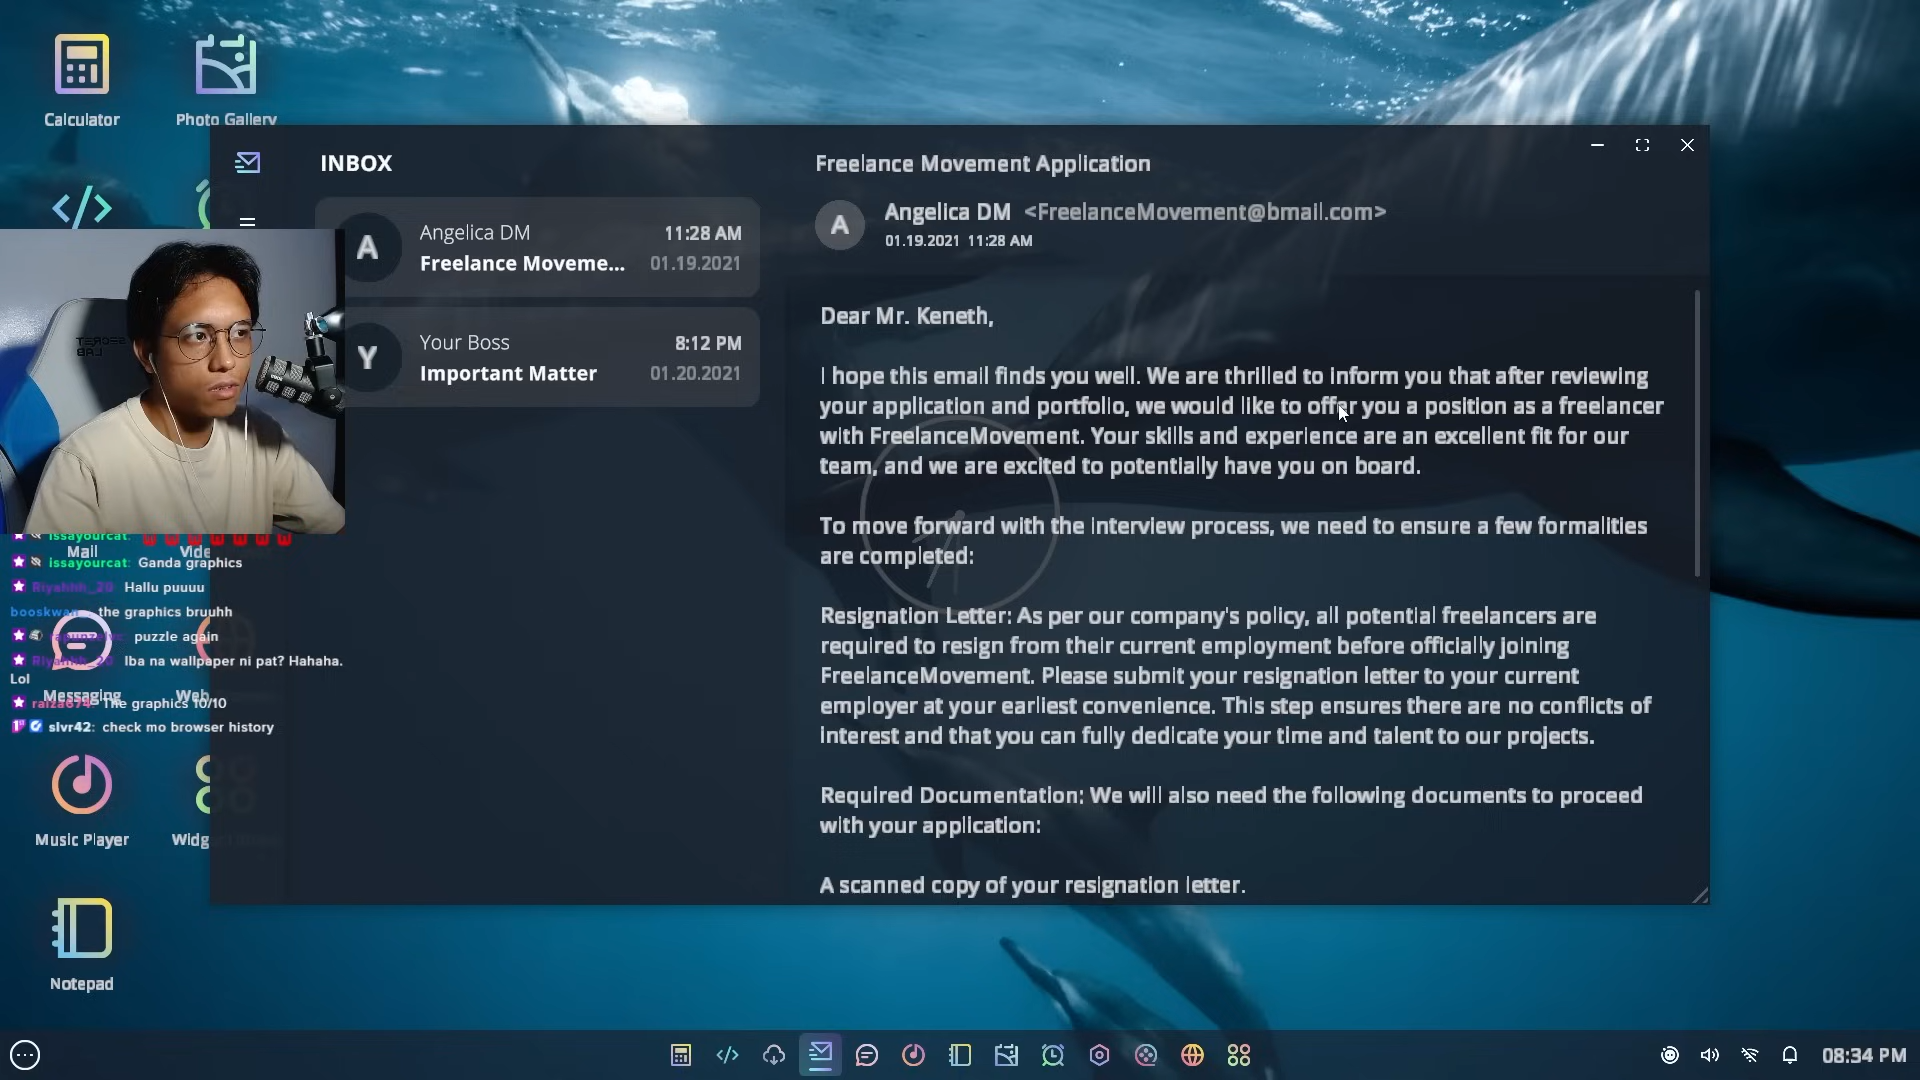 Calculator
Photo Gallery
INBOX
A
Angelica DM
11:28 AM
Freelance Moveme...
01.19.2021
Y
Your Boss
8:12 PM
Important Matter
01.20.2021
Freelance Movement Application
A
Angelica DM <FreelanceMovement@bmail.com>
01.19.2021 11:28 AM
Dear Mr. Keneth,
I hope this email finds you well. We are thrilled to inform you that after reviewing
your application and portfolio, we would like to offer you a position as a freelancer
with FreelanceMovement. Your skills and experience are an excellent fit for our
team, and we are excited to potentially have you on board.
To move forward with the interview process, we need to ensure a few formalities
are completed:
Resignation Letter: As per our company's policy, all potential freelancers are
required to resign from their current employment before officially joining
FreelanceMovement. Please submit your resignation letter to your current
employer at your earliest convenience. This step ensures there are no conflicts of
interest and that you can fully dedicate your time and talent to our projects.
Required Documentation: We will also need the following documents to proceed
with your application:
A scanned copy of your resignation letter.
SECRET
LAB
issayourcat:
Mail
Vide
issayourcat: Ganda graphics
Riyahhh_20 Hallu puuuu
booskwan the graphics bruuhh
puzzle again
Riyahhh_20 Iba na wallpaper ni pat? Hahaha.
Lol
Messaging
Web
raiza674: The graphics 10/10
slvr42: check mo browser history
Music Player
Widg
Notepad
08:34 PM